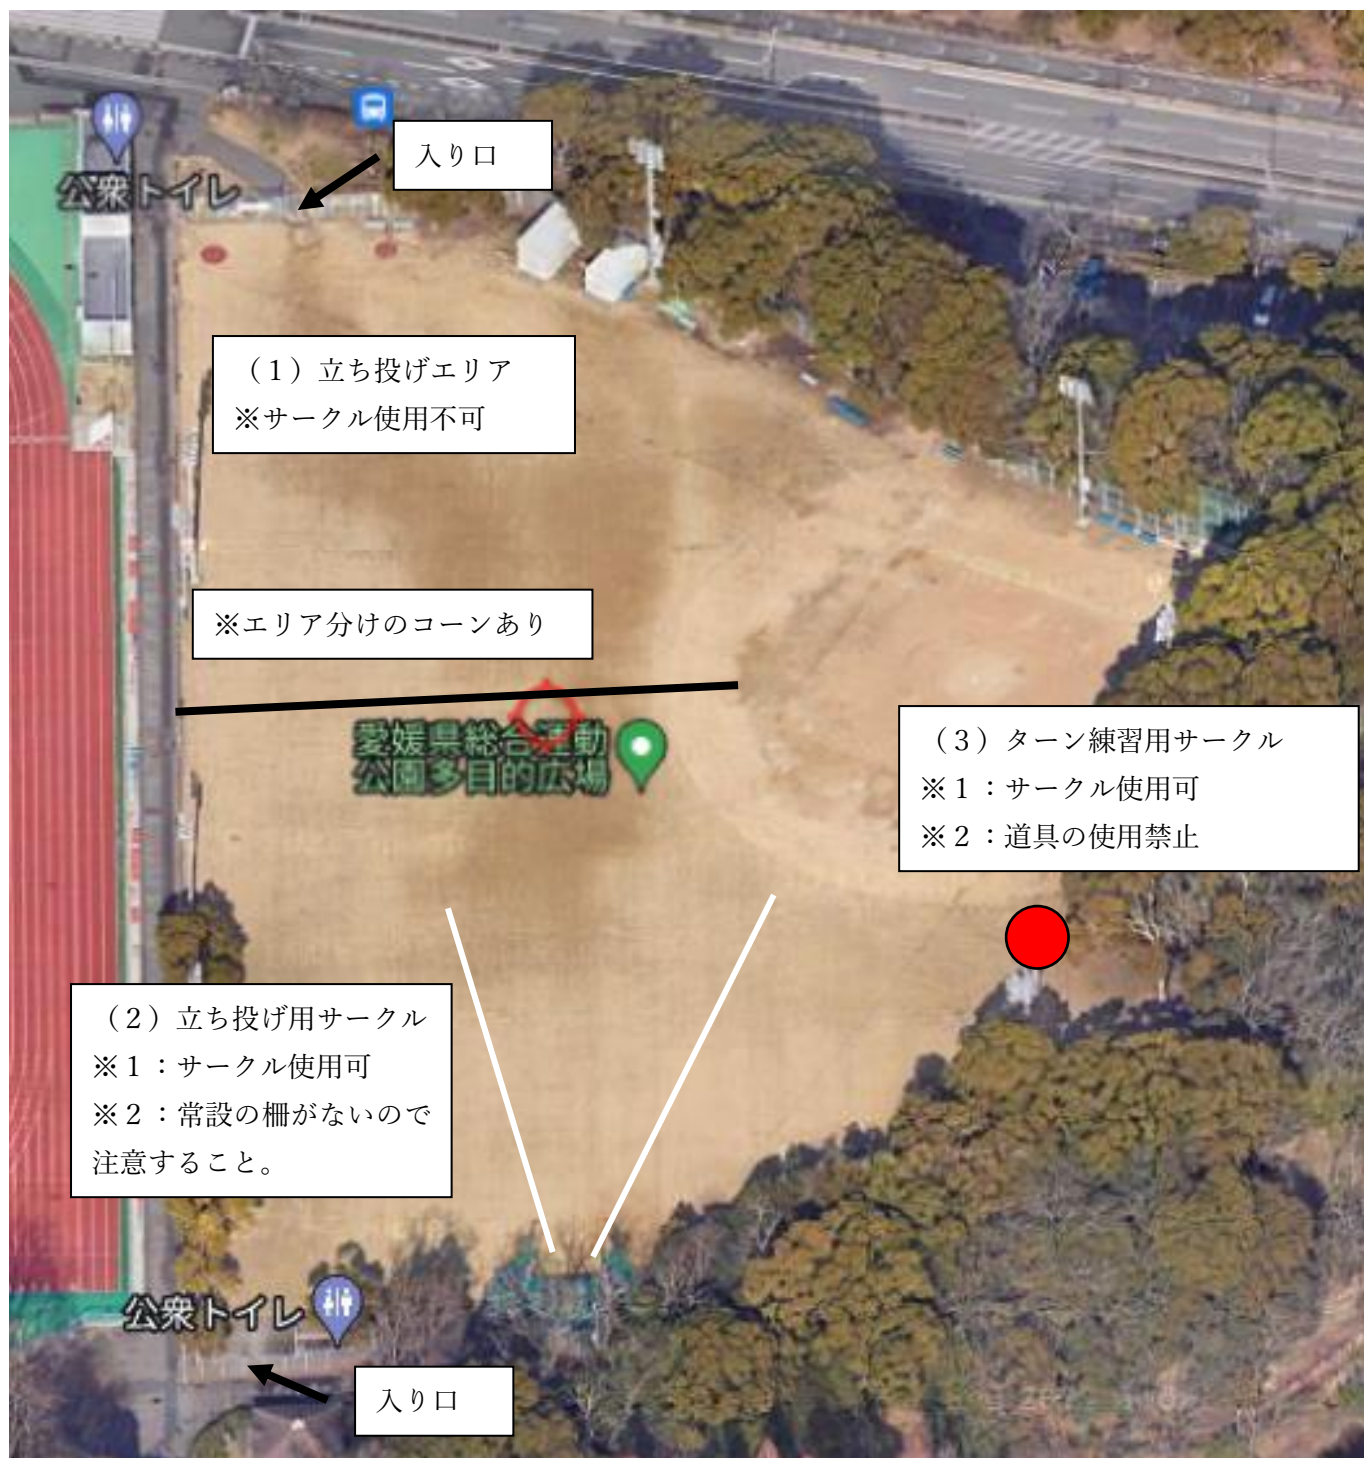 入り口
公衆トイレ
（１）立ち投げエリア
※サークル使用不可
※エリア分けのコーンあり
愛媛県総合運動
公園多目的広場
（３）ターン練習用サークル
※１：サークル使用可
※２：道具の使用禁止
（２）立ち投げ用サークル
※１：サークル使用可
※２：常設の柵がないので
注意すること。
公衆トイレ
入り口